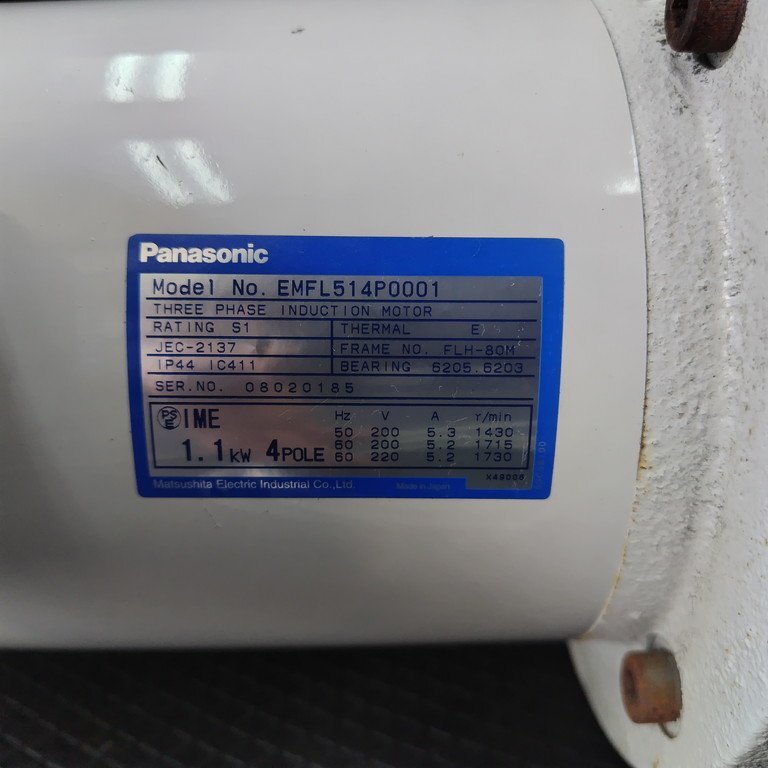 Panasonic
Model No. EMFL514P0001
THREE PHASE INDUCTION MOTOR
RATING S1 THERMAL E
JEC-2137 FRAME NO. FLH-80M
IP44 IC411 BEARING 6205.6203
SER.NO. 08020185
PSE IME Hz V A r/min
50 200 5.3 1430
60 200 5.2 1715
1.1kW 4POLE 60 220 5.2 1730
X49006
Matsushita Electric Industrial Co.,Ltd. Made in Japan